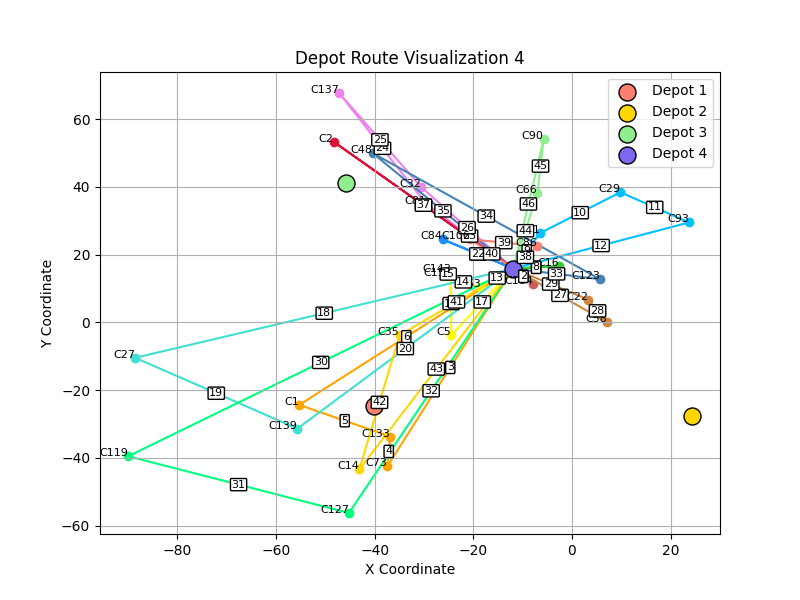 Depot Route Visualization 4
Depot 1
Depot 2
Depot 3
Depot 4
C137
C2
C48
25
24
C90
45
C32
37
35
34
C66
46
C29
10
11
C93
12
26
C84
22
40
39
44
38
C16
8
33
C123
2
29
27
C22
28
13
14
15
41
17
18
C27
19
C139
30
C35
6
20
C5
43
3
32
C1
5
42
C133
4
C73
C14
C119
31
C127
60
40
20
0
−20
−40
−60
−80
−60
−40
−20
0
20
Y Coordinate
X Coordinate